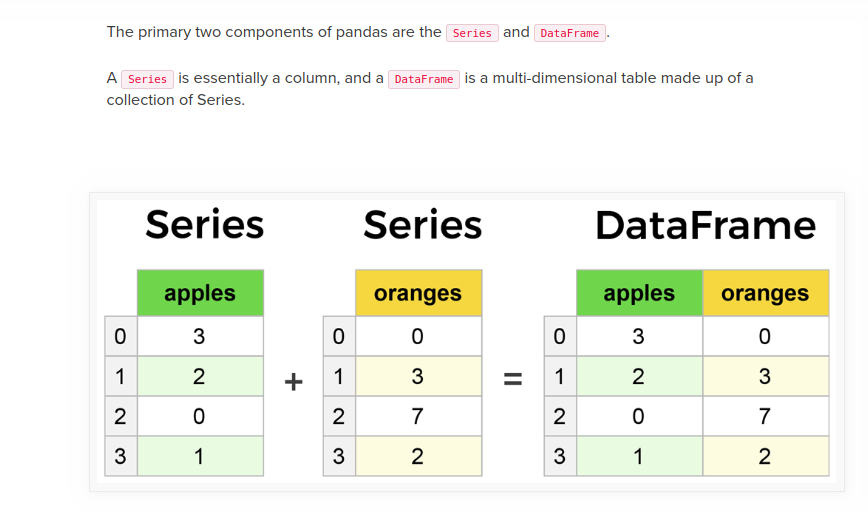 The primary two components of pandas are the Series and DataFrame.
A Series is essentially a column, and a DataFrame is a multi-dimensional table made up of a
collection of Series.
Series Series DataFrame
apples oranges apples oranges
0 3 0 0 0 3 0
1 2 + 1 3 = 1 2 3
2 0 2 7 2 0 7
3 1 3 2 3 1 2